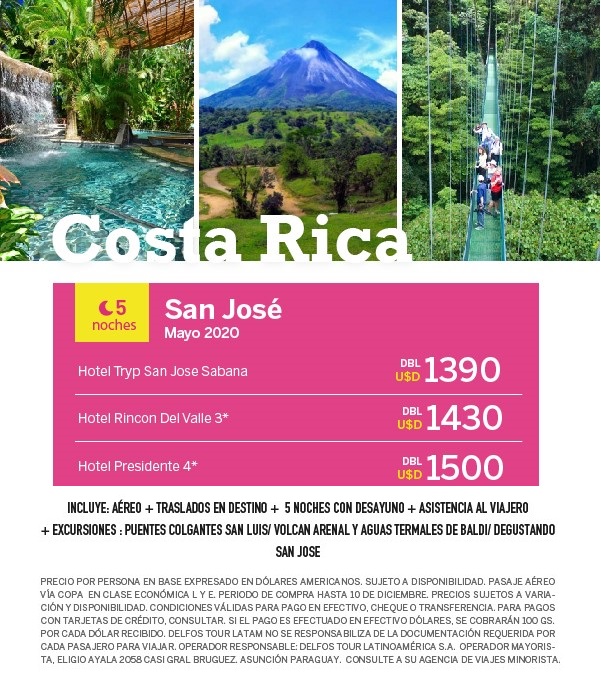 Costa Rica
5
noches
San José
Mayo 2020
Hotel Tryp San Jose Sabana
DBL
U$D 1390
Hotel Rincon Del Valle 3*
DBL
U$D 1430
Hotel Presidente 4*
DBL
U$D 1500
INCLUYE: AÉREO + TRASLADOS EN DESTINO + 5 NOCHES CON DESAYUNO + ASISTENCIA AL VIAJERO
+ EXCURSIONES : PUENTES COLGANTES SAN LUIS/ VOLCAN ARENAL Y AGUAS TERMALES DE BALDI/ DEGUSTANDO
SAN JOSE
PRECIO POR PERSONA EN BASE EXPRESADO EN DÓLARES AMERICANOS. SUJETO A DISPONIBILIDAD. PASAJE AÉREO
VÌA COPA EN CLASE ECONÓMICA L Y E. PERIODO DE COMPRA HASTA 10 DE DICIEMBRE. PRECIOS SUJETOS A VARIA-
CIÓN Y DISPONIBILIDAD. CONDICIONES VÁLIDAS PARA PAGO EN EFECTIVO, CHEQUE O TRANSFERENCIA. PARA PAGOS
CON TARJETAS DE CRÉDITO, CONSULTAR. SI EL PAGO ES EFECTUADO EN EFECTIVO DÓLARES, SE COBRARÁN 100 GS.
POR CADA DÓLAR RECIBIDO. DELFOS TOUR LATAM NO SE RESPONSABILIZA DE LA DOCUMENTACIÓN REQUERIDA POR
CADA PASAJERO PARA VIAJAR. OPERADOR RESPONSABLE: DELFOS TOUR LATINOAMÉRICA S.A. OPERADOR MAYORIS-
TA, ELIGIO AYALA 2058 CASI GRAL BRUGUEZ. ASUNCIÓN PARAGUAY. CONSULTE A SU AGENCIA DE VIAJES MINORISTA.